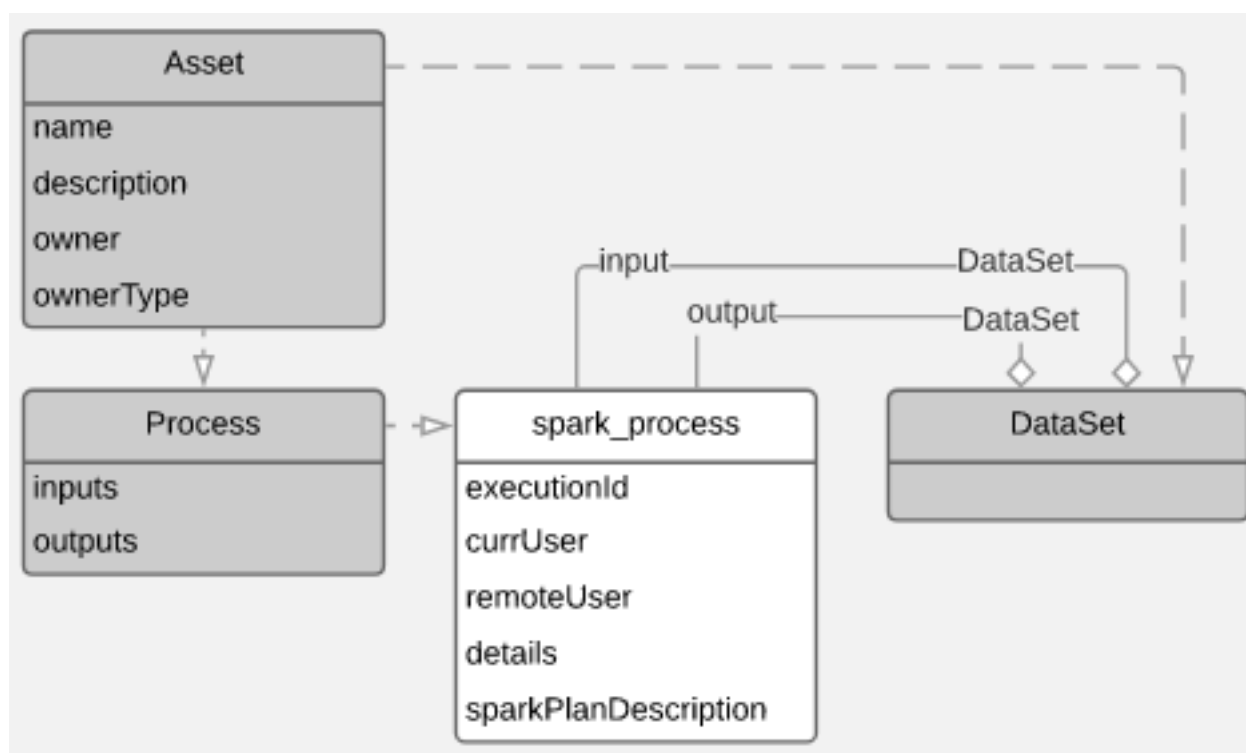 Asset
name
description
owner
ownerType
input DataSet
output DataSet
Process
inputs
outputs
spark_process
executionId
currUser
remoteUser
details
sparkPlanDescription
DataSet